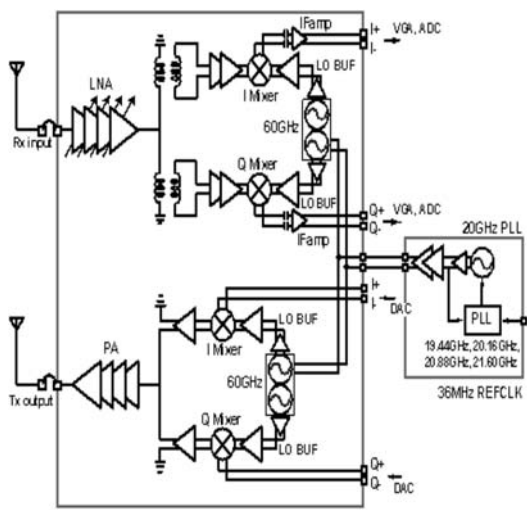 IFamp
I+
I-
VGA, ADC
LNA
LO BUF
I Mixer
60GHz
Rx input
Q Mixer
LO BUF
Q+
Q-
VGA, ADC
IFamp
20GHz PLL
I+
I-
DAC
PLL
LO BUF
I Mixer
PA
60GHz
19.44GHz, 20.16GHz,
20.88GHz, 21.60GHz
36MHz REFCLK
Tx output
Q Mixer
LO BUF
Q+
Q-
DAC